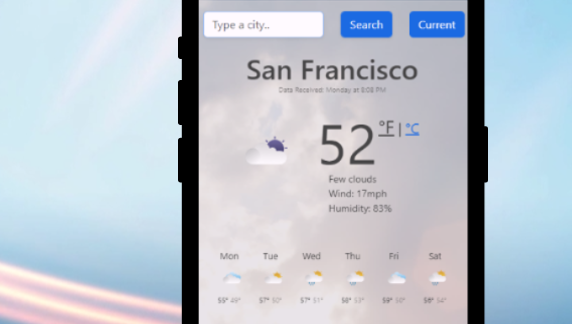 Type a city..
Search
Current
San Francisco
Data Received: Monday at 8:09 PM
52 °F | °C
Few clouds
Wind: 17mph
Humidity: 83%
Mon Tue Wed Thu Fri Sat
55° 49° 57° 50° 57° 51° 58° 53° 59° 56° 54°